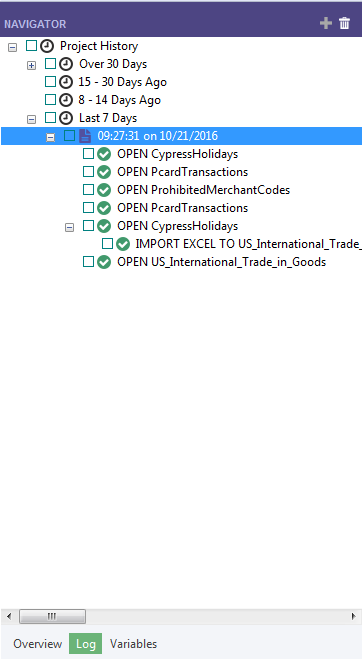 NAVIGATOR
Project History
Over 30 Days
15 - 30 Days Ago
8 - 14 Days Ago
Last 7 Days
09:27:31 on 10/21/2016
OPEN CypressHolidays
OPEN PcardTransactions
OPEN ProhibitedMerchantCodes
OPEN PcardTransactions
OPEN CypressHolidays
IMPORT EXCEL TO US_International_Trade_
OPEN US_International_Trade_in_Goods
Overview Log Variables